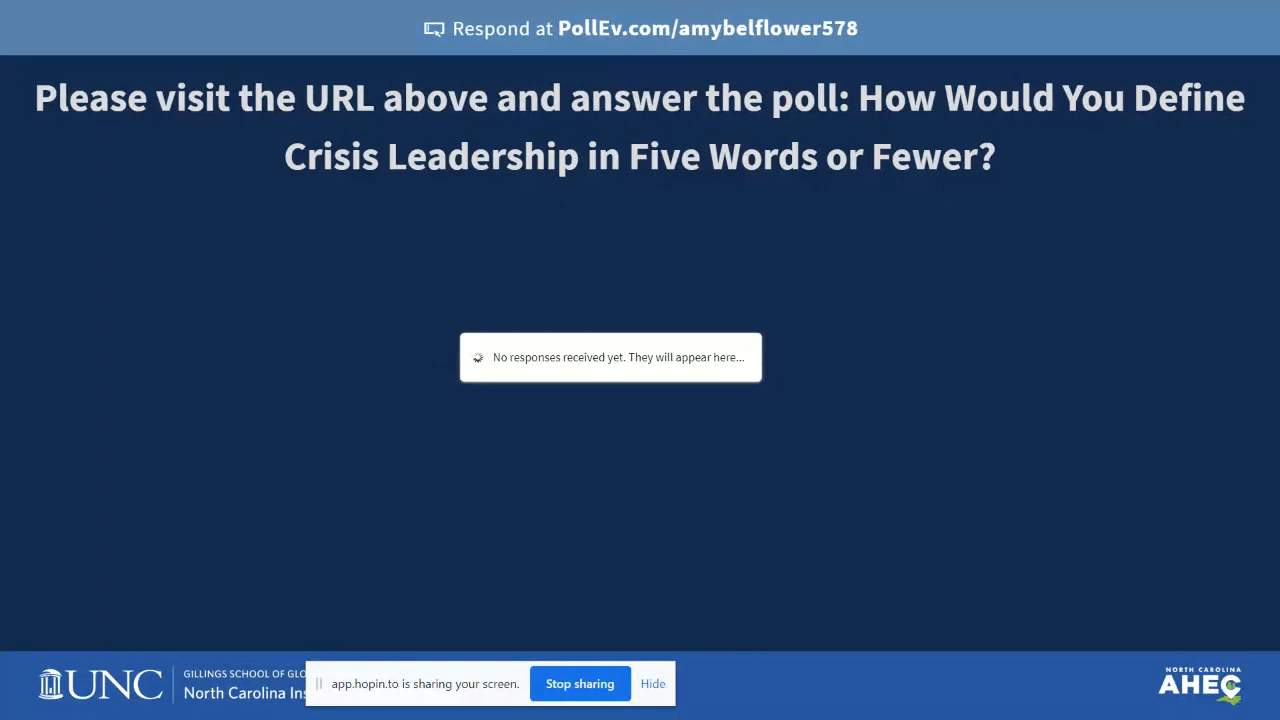 Respond at PollEv.com/amybelflower578
Please visit the URL above and answer the poll: How Would You Define
Crisis Leadership in Five Words or Fewer?
No responses received yet. They will appear here...
UNC
GILLINGS SCHOOL OF GLO
North Carolina Ins
app.hopin.to is sharing your screen.
Stop sharing
Hide
NORTH CAROLINA
AHEC